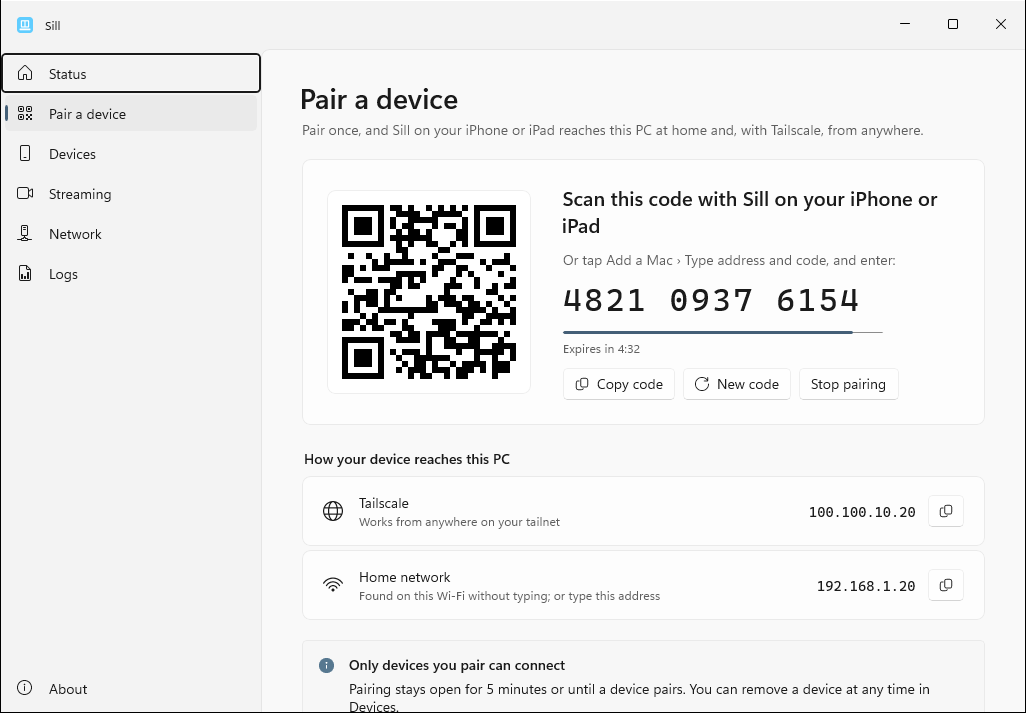 Sill
Status
Pair a device
Devices
Streaming
Network
Logs
About
Pair a device
Pair once, and Sill on your iPhone or iPad reaches this PC at home and, with Tailscale, from anywhere.
Scan this code with Sill on your iPhone or
iPad
Or tap Add a Mac › Type address and code, and enter:
4821 0937 6154
Expires in 4:32
Copy code
New code
Stop pairing
How your device reaches this PC
Tailscale
Works from anywhere on your tailnet
100.100.10.20
Home network
Found on this Wi-Fi without typing; or type this address
192.168.1.20
Only devices you pair can connect
Pairing stays open for 5 minutes or until a device pairs. You can remove a device at any time in
Devices.